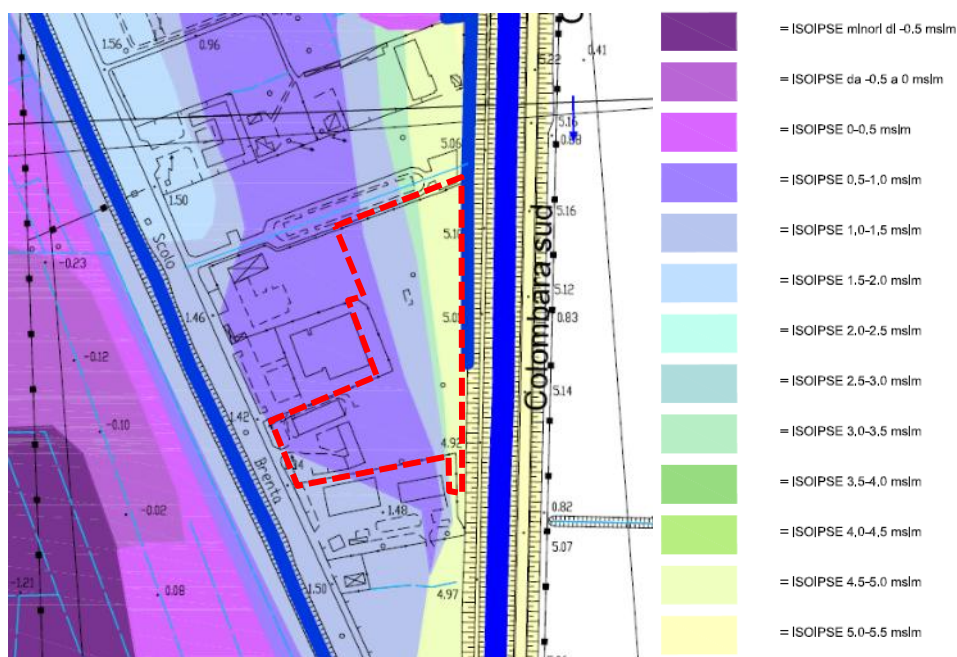 1.56
0.96
5.22
0.41
5.16
0.88
5.06
1.50
5.16
5.10
Scolo
-0.23
5.12
1.46
0.83
-0.12
5.14
Colombara sud
1.42
4.92
-0.10
Brenta
1.48
0.82
-0.02
5.07
-1.21
0.08
1.50
4.97
= ISOIPSE minori di -0.5 mslm
= ISOIPSE da -0.5 a 0 mslm
= ISOIPSE 0-0.5 mslm
= ISOIPSE 0,5-1.0 mslm
= ISOIPSE 1,0-1.5 mslm
= ISOIPSE 1.5-2.0 mslm
= ISOIPSE 2.0-2.5 mslm
= ISOIPSE 2.5-3.0 mslm
= ISOIPSE 3,0-3.5 mslm
= ISOIPSE 3,5-4.0 mslm
= ISOIPSE 4.0-4.5 mslm
= ISOIPSE 4.5-5.0 mslm
= ISOIPSE 5.0-5.5 mslm